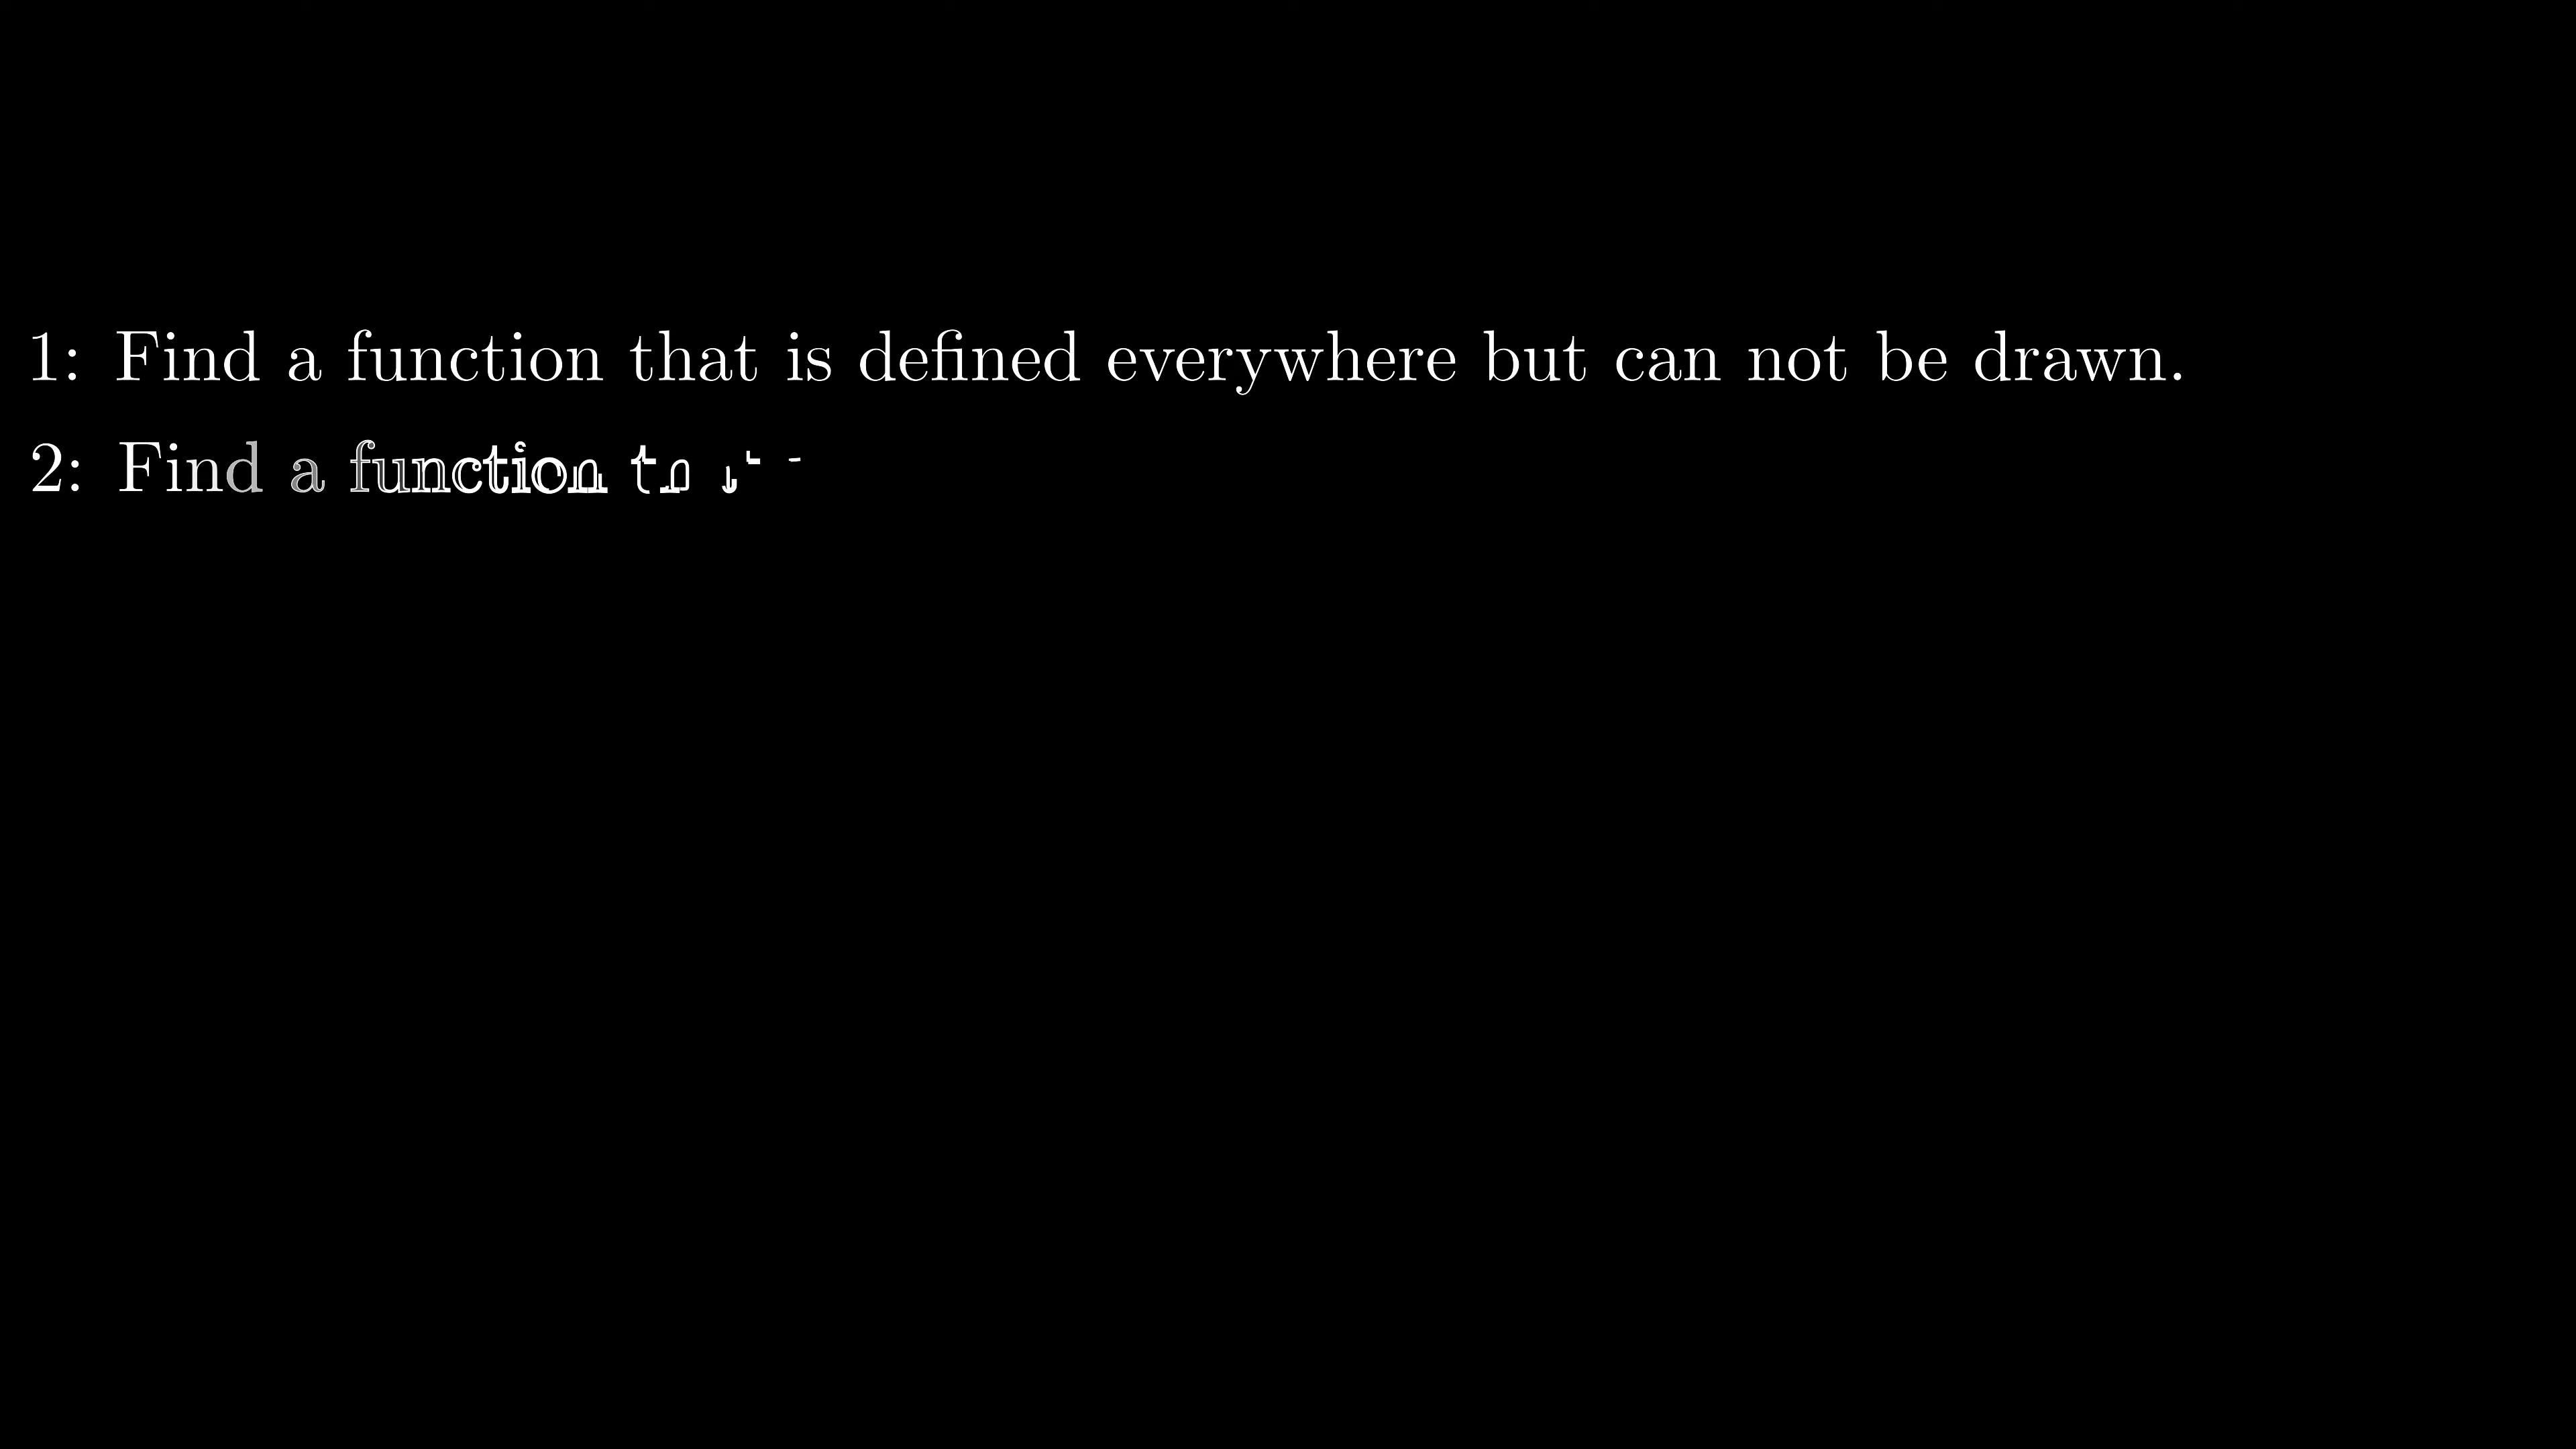 1: Find a function that is defined everywhere but can not be drawn.
2: Find a function